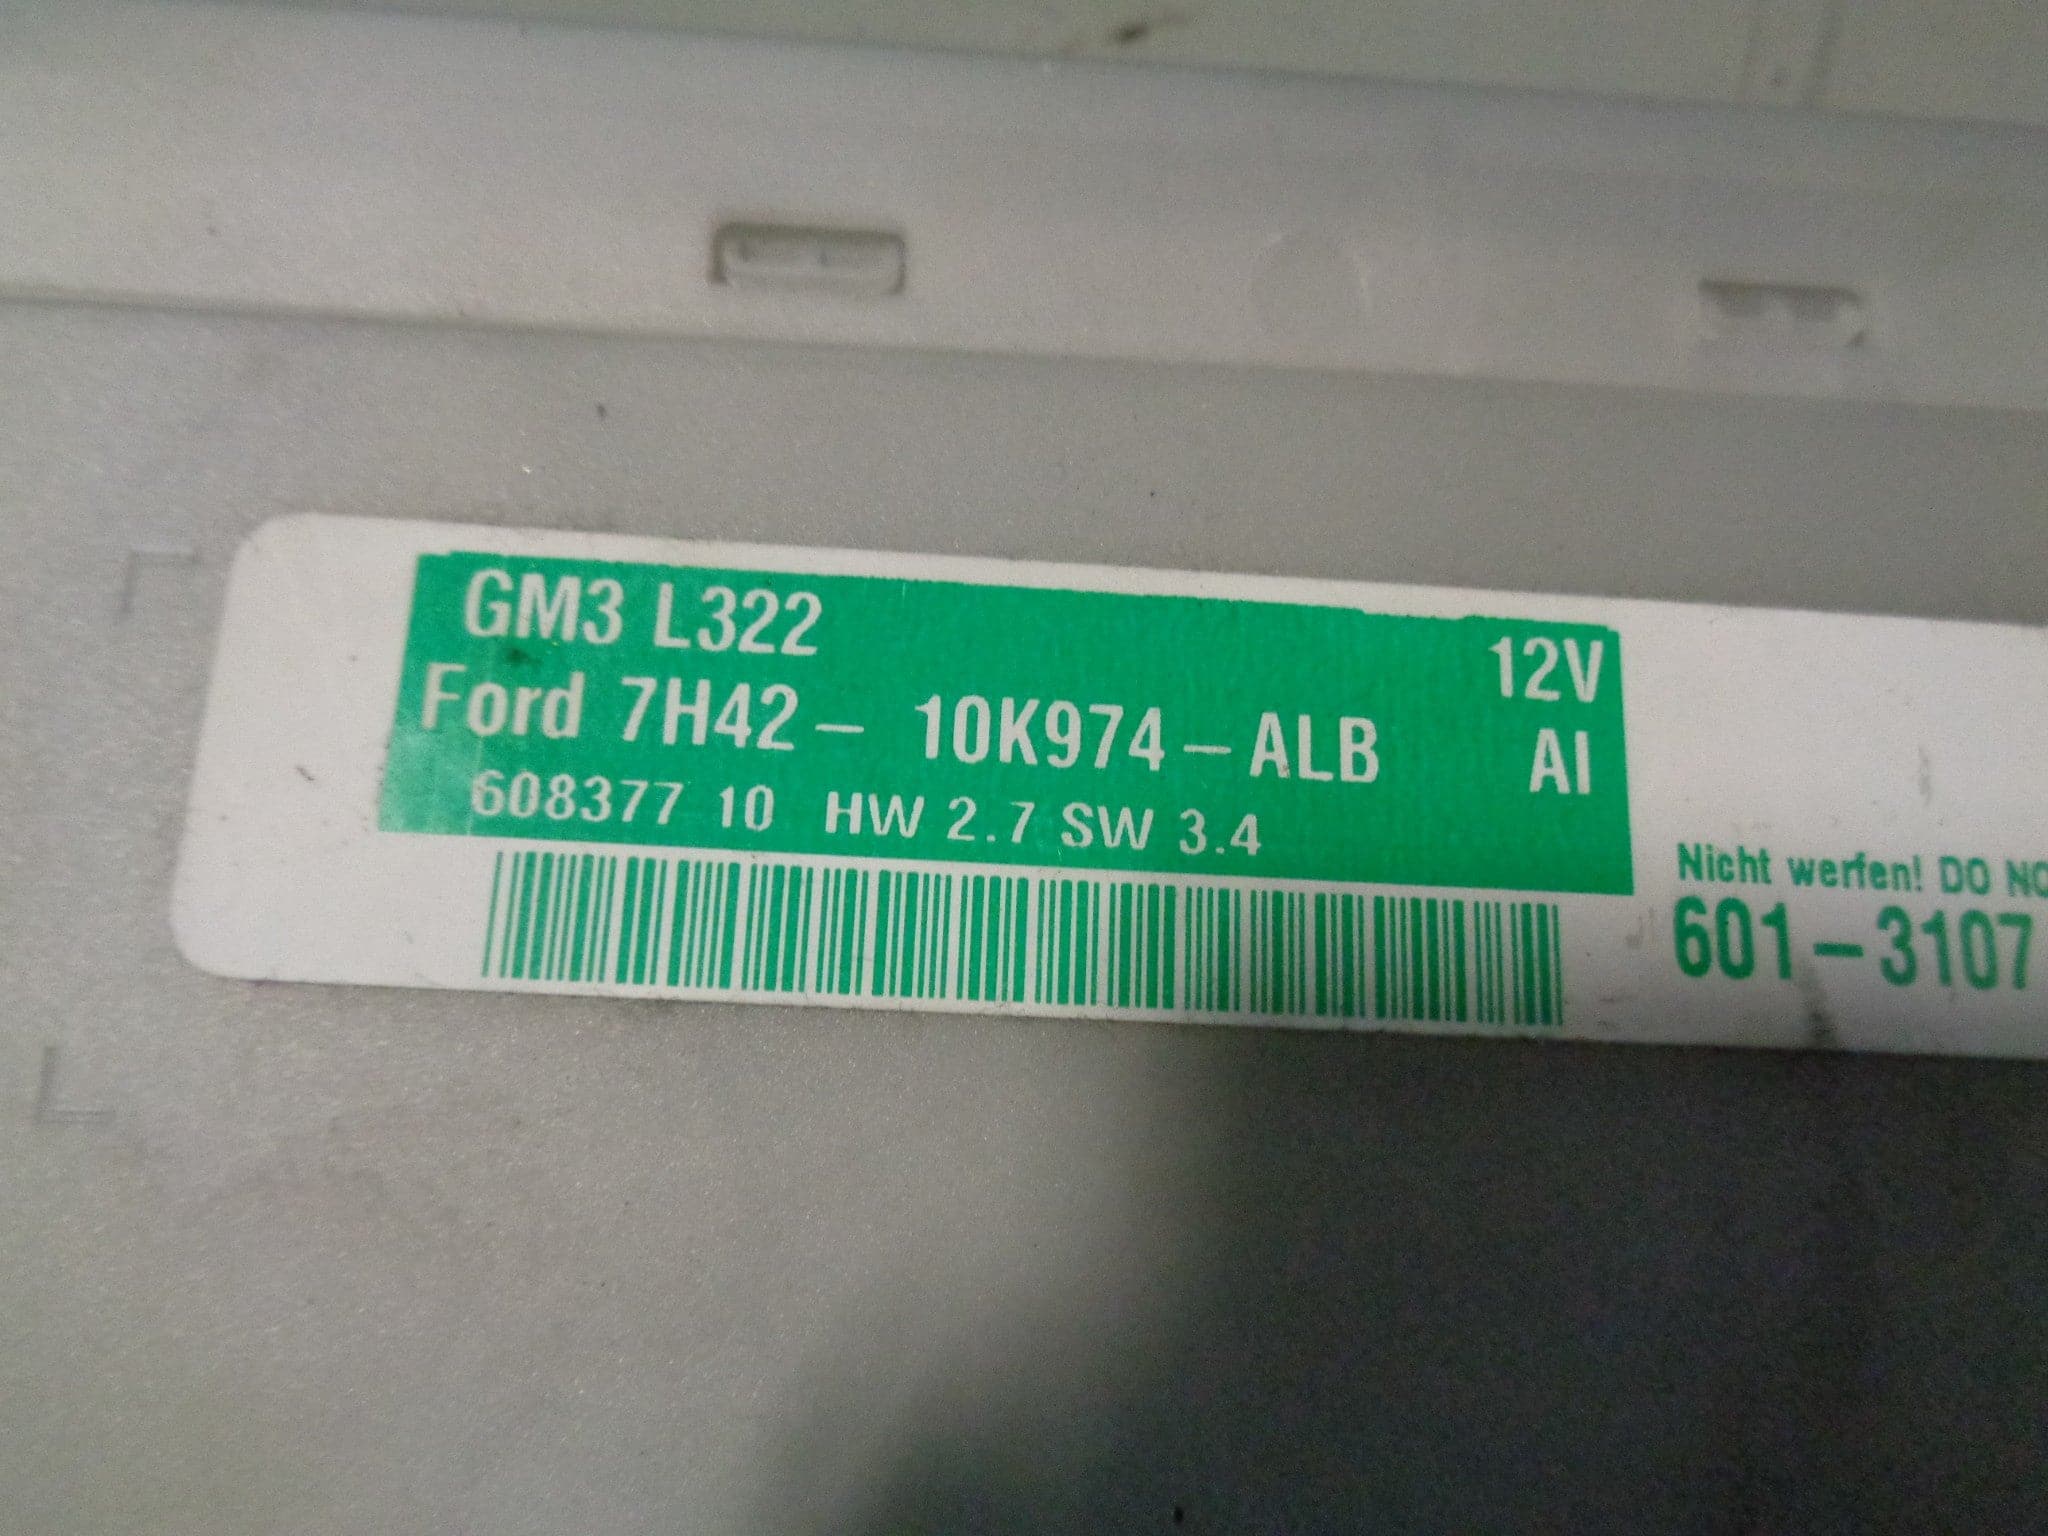 GM3 L322 12V
Ford 7H42- 10K974-ALB AI
608377 10 HW 2.7 SW 3.4
Nicht werfen! DO
601-3107